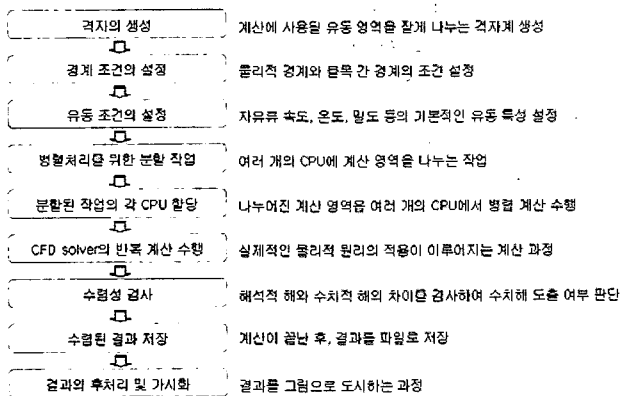 격자의 생성 계산에 사용될 유동 영역을 잘게 나누는 격자계 생성
경계 조건의 설정 물리적 경계와 블록 간 경계의 조건 설정
유동 조건의 설정 자유류 속도, 온도, 밀도 등의 기본적인 유동 특성 설정
병렬처리를 위한 분할 작업 여러 개의 CPU에 계산 영역을 나누는 작업
분할된 작업의 각 CPU 할당 나누어진 계산 영역을 여러 개의 CPU에서 병렬 계산 수행
CFD solver의 반복 계산 수행 실제적인 물리적 원리의 적용이 이루어지는 계산 과정
수렴성 검사 해석적 해와 수치적 해의 차이를 검사하여 수치해 도출 여부 판단
수렴된 결과 저장 계산이 끝난 후, 결과를 파일로 저장
결과의 후처리 및 가시화 결과를 그림으로 도시하는 과정